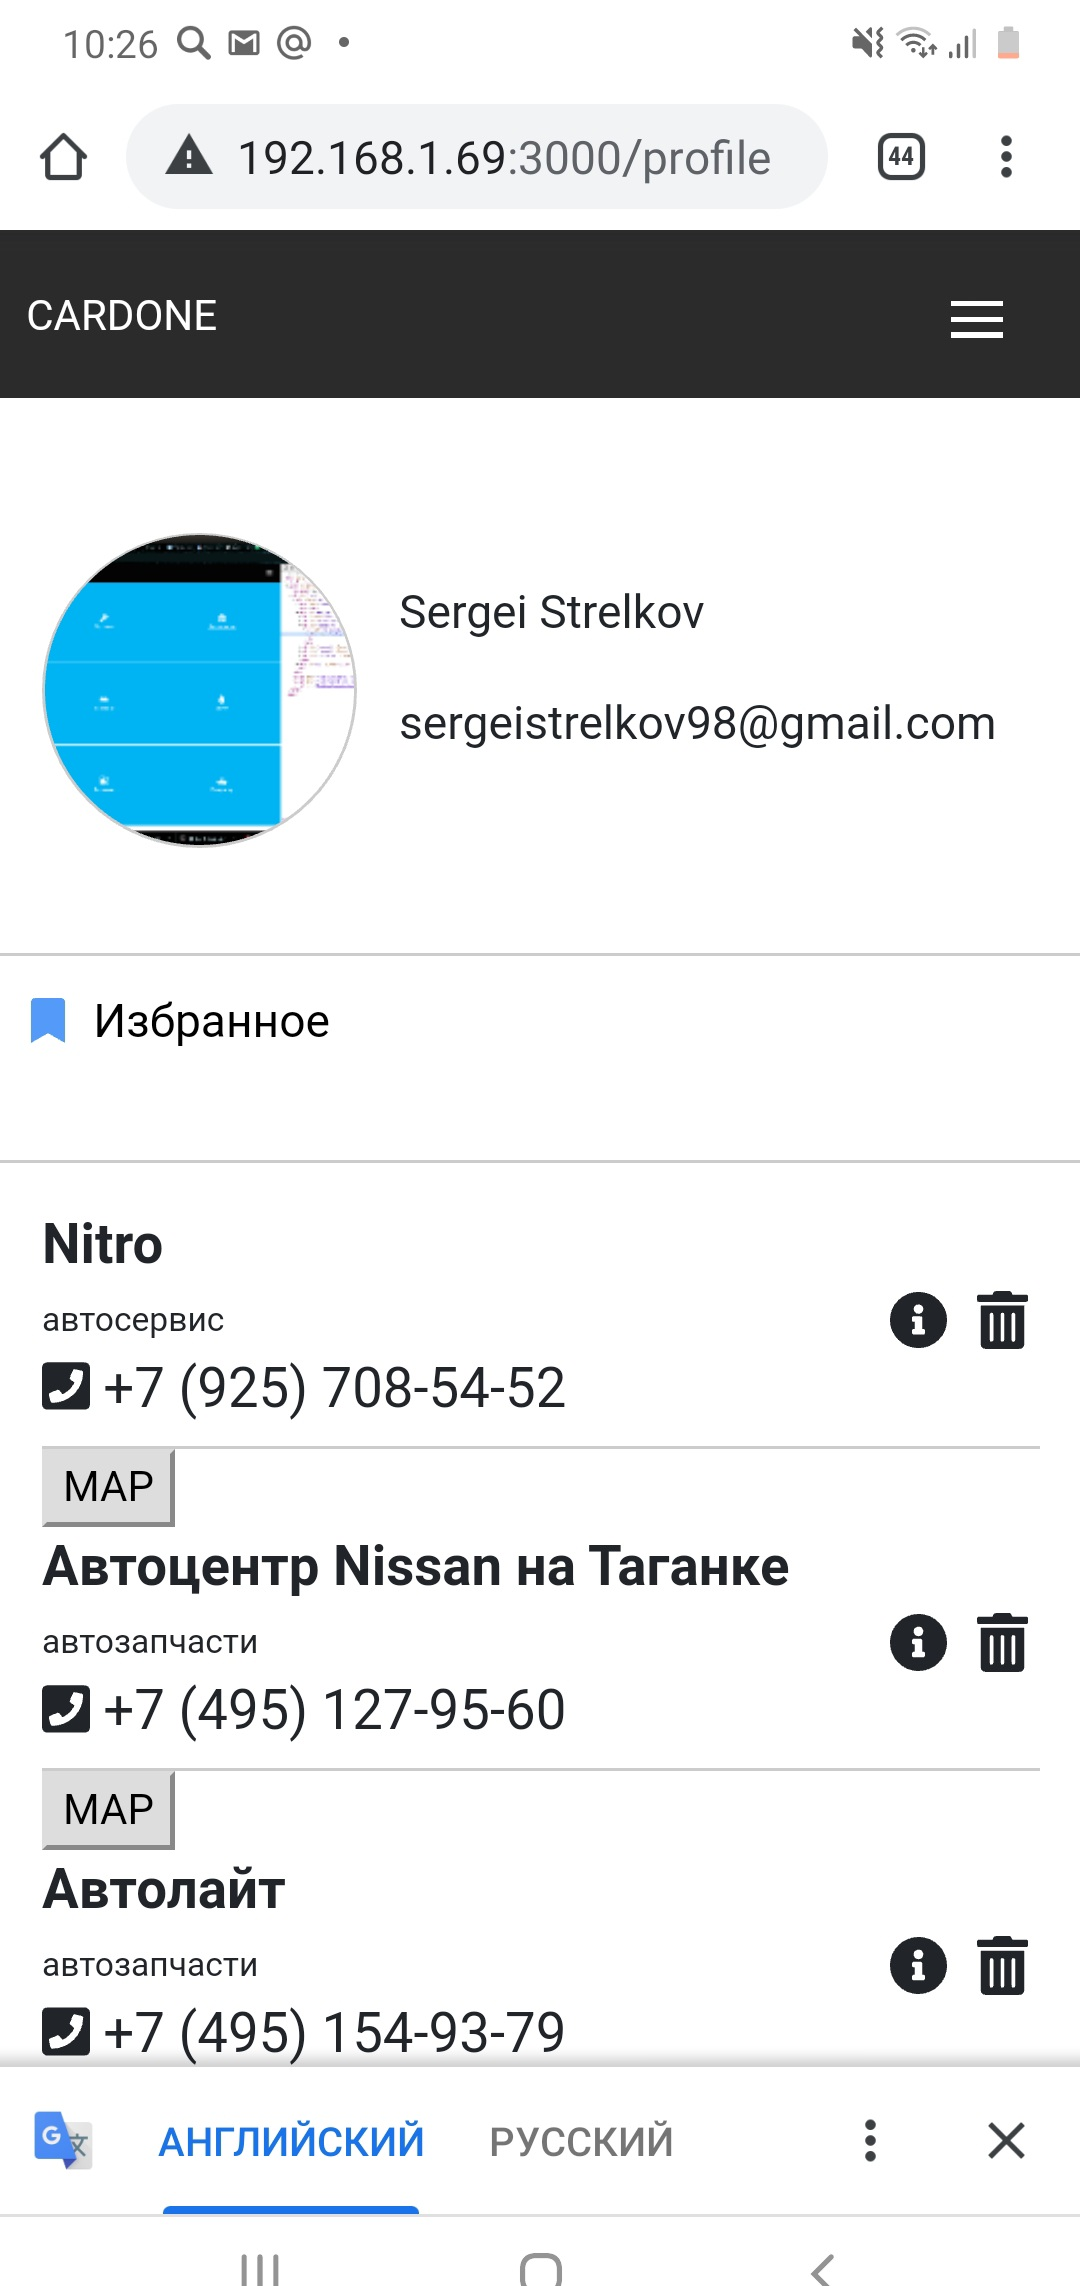 10:26
192.168.1.69:3000/profile
44
CARDONE
Sergei Strelkov
sergeistrelkov98@gmail.com
Избранное
Nitro
автосервис
+7 (925) 708-54-52
MAP
Автоцентр Nissan на Таганке
автозапчасти
+7 (495) 127-95-60
MAP
Автолайт
автозапчасти
+7 (495) 154-93-79
АНГЛИЙСКИЙ РУССКИЙ